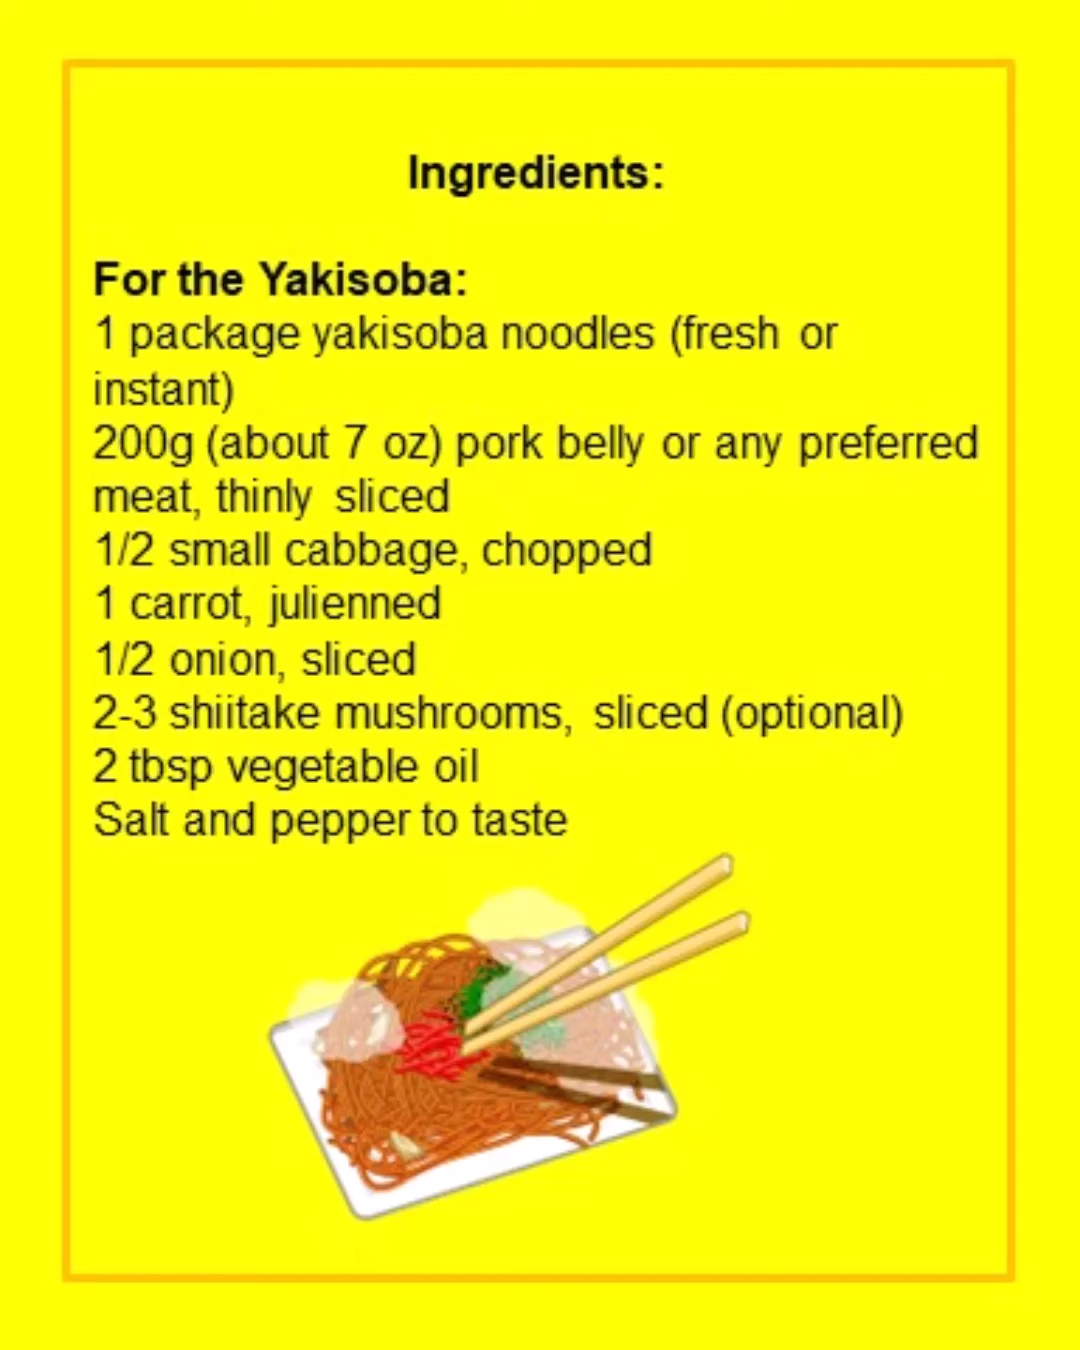 Ingredients:
For the Yakisoba:
1 package yakisoba noodles (fresh or
instant)
200g (about 7 oz) pork belly or any preferred
meat, thinly sliced
1/2 small cabbage, chopped
1 carrot, julienned
1/2 onion, sliced
2-3 shiitake mushrooms, sliced (optional)
2 tbsp vegetable oil
Salt and pepper to taste